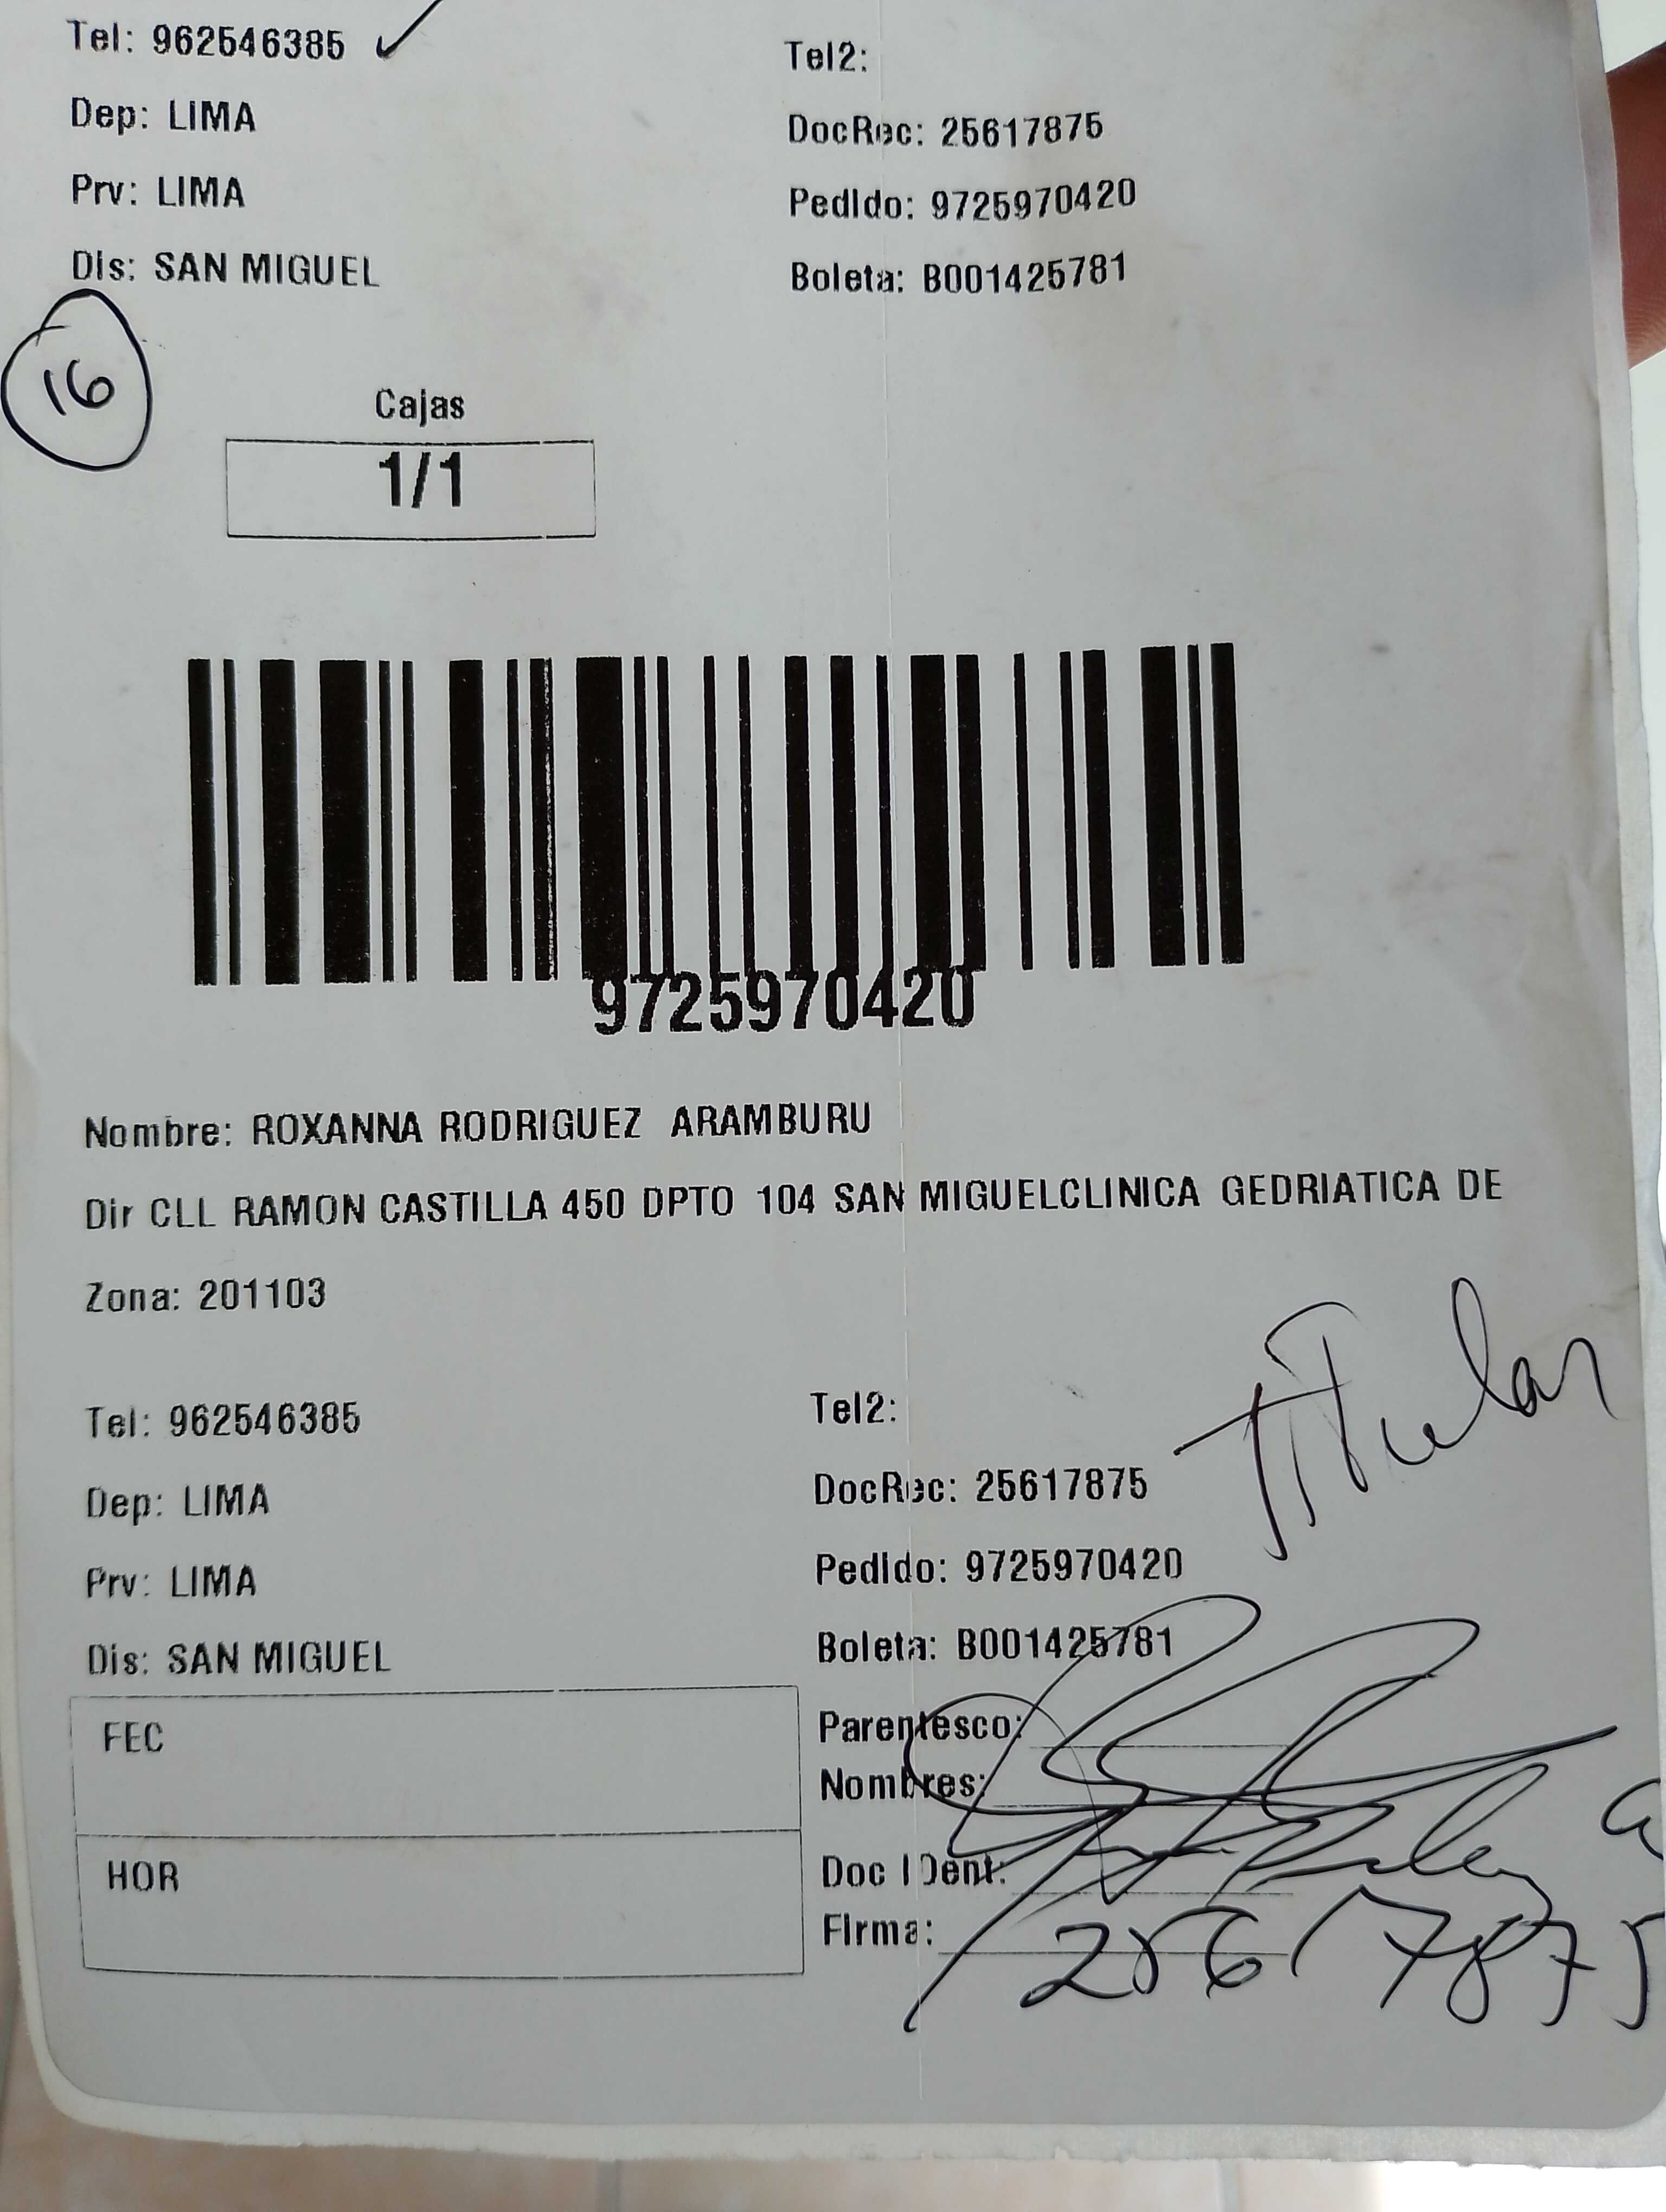 Tel: 962546385
Tel2:
Dep: LIMA
DocRec: 25617875
Prv: LIMA
Pedido: 9725970420
Dis: SAN MIGUEL
Boleta: B001425781
16
Cajas
1/1
9725970420
Nombre: ROXANNA RODRIGUEZ ARAMBURU
Dir CLL RAMON CASTILLA 450 DPTO 104 SAN MIGUELCLINICA GEDRIATICA DE
Zona: 201103
Titular
Tel: 962546385
Tel2:
Dep: LIMA
DocRec: 25617875
Prv: LIMA
Pedido: 9725970420
Dis: SAN MIGUEL
Boleta: B001425781
FEC
Parentesco:
Nombres:
HOR
Doc IDent:
Firma:
25617875